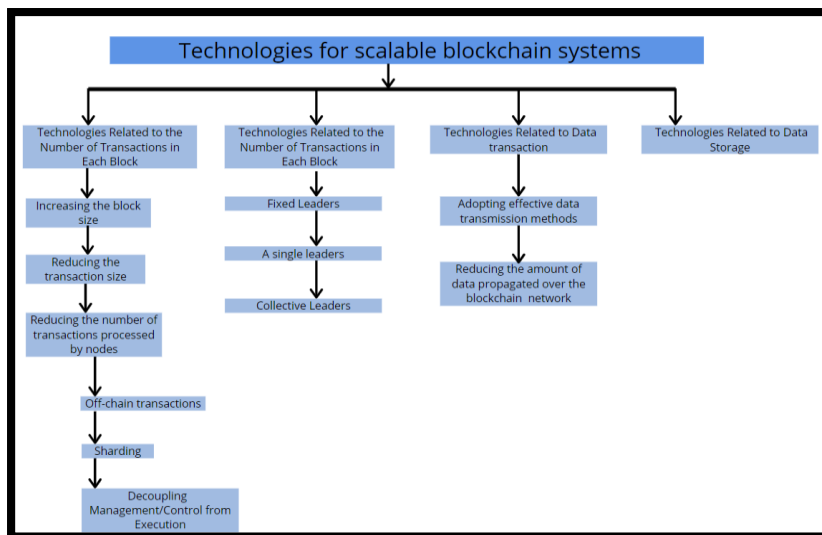 Technologies for scalable blockchain systems
Technologies Related to the
Number of Transactions in
Each Block
Increasing the block
size
Reducing the
transaction size
Reducing the number of
transactions processed
by nodes
Off-chain transactions
Sharding
Decoupling
Management/Control from
Execution
Technologies Related to the
Number of Transactions in
Each Block
Fixed Leaders
A single leaders
Collective Leaders
Technologies Related to Data
transaction
Adopting effective data
transmission methods
Reducing the amount of
data propagated over the
blockchain network
Technologies Related to Data
Storage